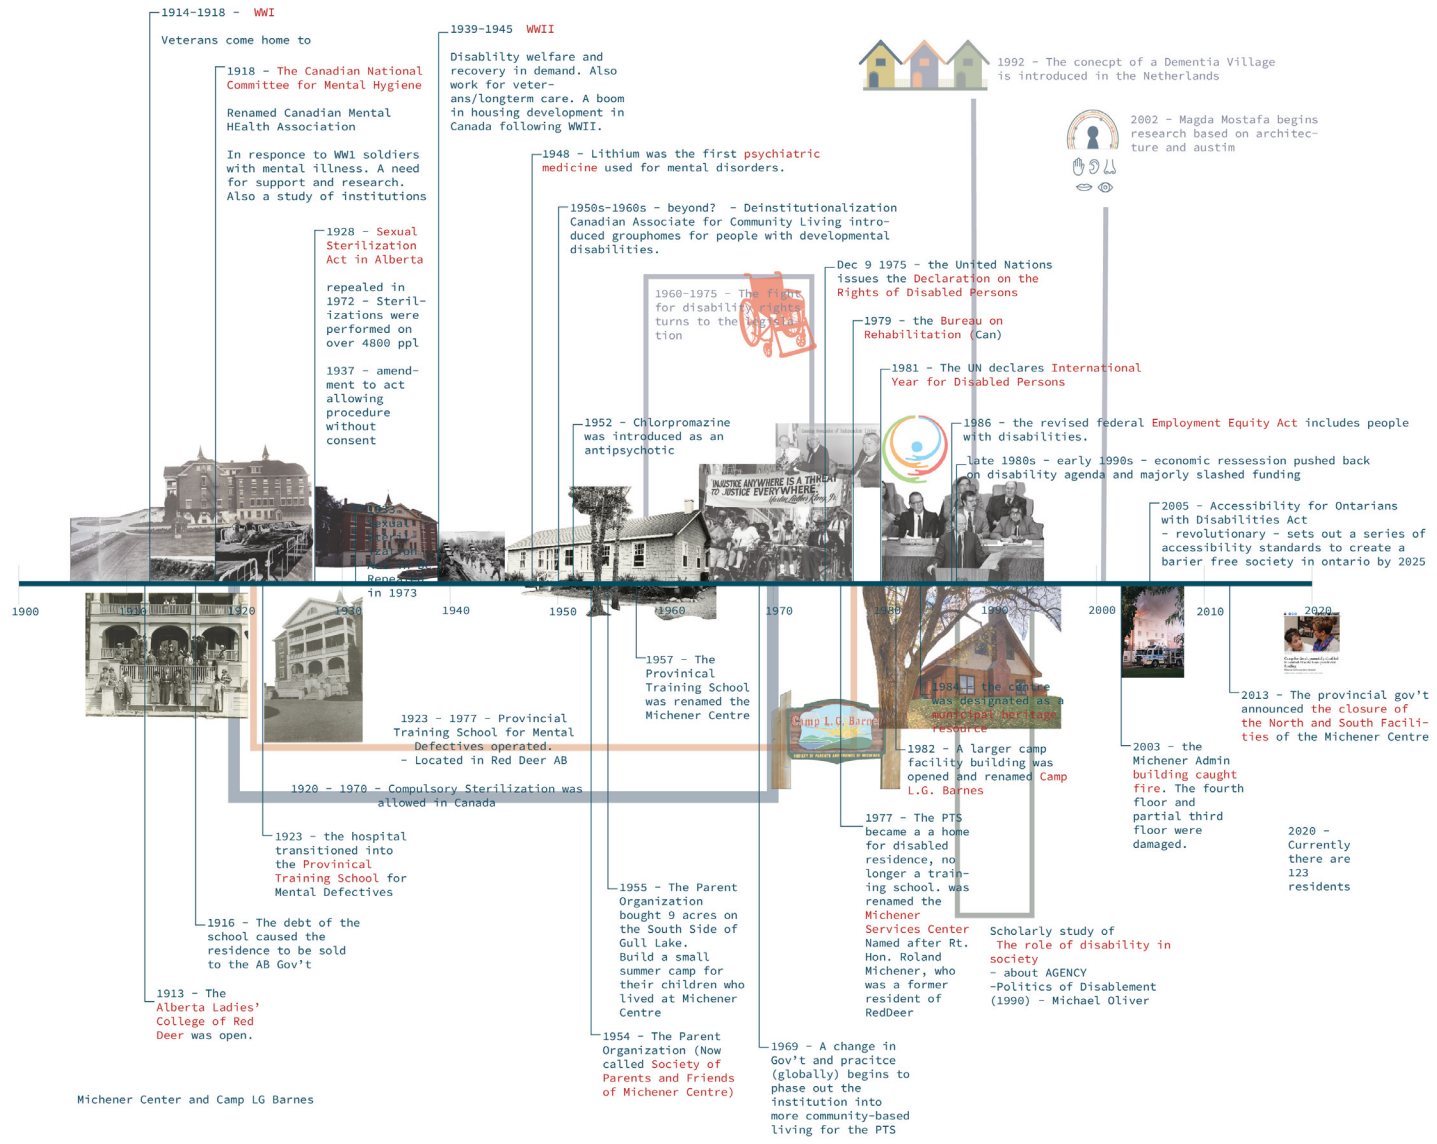 1914-1918 -  WWI
Veterans come home to
1918 - The Canadian National
Committee for Mental Hygiene
Renamed Canadian Mental
HEalth Association
In responce to WW1 soldiers
with mental illness. A need
for support and research.
Also a study of institutions
1928 - Sexual
Sterilization
Act in Alberta
repealed in
1972 - Steril-
izations were
performed on
over 4800 ppl
1937 - amend-
ment to act
allowing
procedure
without
consent
1939-1945  WWII
Disablilty welfare and
recovery in demand. Also
work for veter-
ans/longterm care. A boom
in housing development in
Canada following WWII.
1948 - Lithium was the first psychiatric
medicine used for mental disorders.
1950s-1960s - beyond?  - Deinstitutionalization
Canadian Associate for Community Living intro-
duced grouphomes for people with developmental
disabilities.
1960-1975 - The fight
for disability rights
turns to the legisla-
tion
1952 - Chlorpromazine
was introduced as an
antipsychotic
1992 - The conecpt of a Dementia Village
is introduced in the Netherlands
2002 - Magda Mostafa begins
research based on architec-
ture and austim
Dec 9 1975 - the United Nations
issues the Declaration on the
Rights of Disabled Persons
1979 - the Bureau on
Rehabilitation (Can)
1981 - The UN declares International
Year for Disabled Persons
1986 - the revised federal Employment Equity Act includes people
with disabilities.
late 1980s - early 1990s - economic ressession pushed back
on disability agenda and majorly slashed funding
2005 - Accessibility for Ontarians
with Disabilities Act
- revolutionary - sets out a series of
accessibility standards to create a
barier free society in ontario by 2025
INJUSTICE ANYWHERE IS A THREAT
TO JUSTICE EVERYWHERE.
1933
Sexual
Steril-
ization
Repealed
in 1973
1900 1910 1920 1930 1940 1950 1960 1970 1980 1990 2000 2010 2020
1957 - The
Provinical
Training School
was renamed the
Michener Centre
1923 - 1977 - Provincial
Training School for Mental
Defectives operated.
- Located in Red Deer AB
1920 - 1970 - Compulsory Sterilization was
allowed in Canada
Camp L.G. Barnes
SOCIETY OF PARENTS AND FRIENDS OF MICHENER
1984 - the centre
was designated as a
municipal heritage
resource
1982 - A larger camp
facility building was
opened and renamed Camp
L.G. Barnes
2013 - The provincial gov't
announced the closure of
the North and South Facili-
ties of the Michener Centre
2003 - the
Michener Admin
building caught
fire. The fourth
floor and
partial third
floor were
damaged.
2020 -
Currently
there are
123
residents
1923 - the hospital
transitioned into
the Provinical
Training School for
Mental Defectives
1916 - The debt of the
school caused the
residence to be sold
to the AB Gov't
1913 - The
Alberta Ladies'
College of Red
Deer was open.
1955 - The Parent
Organization
bought 9 acres on
the South Side of
Gull Lake.
Build a small
summer camp for
their children who
lived at Michener
Centre
1954 - The Parent
Organization (Now
called Society of
Parents and Friends
of Michener Centre)
1977 - The PTS
became a a home
for disabled
residence, no
longer a train-
ing school. was
renamed the
Michener
Services Center
Named after Rt.
Hon. Roland
Michener, who
was a former
resident of
RedDeer
Scholarly study of
The role of disability in
society
- about AGENCY
-Politics of Disablement
(1990) - Michael Oliver
1969 - A change in
Gov't and pracitce
(globally) begins to
phase out the
institution into
more community-based
living for the PTS
Michener Center and Camp LG Barnes